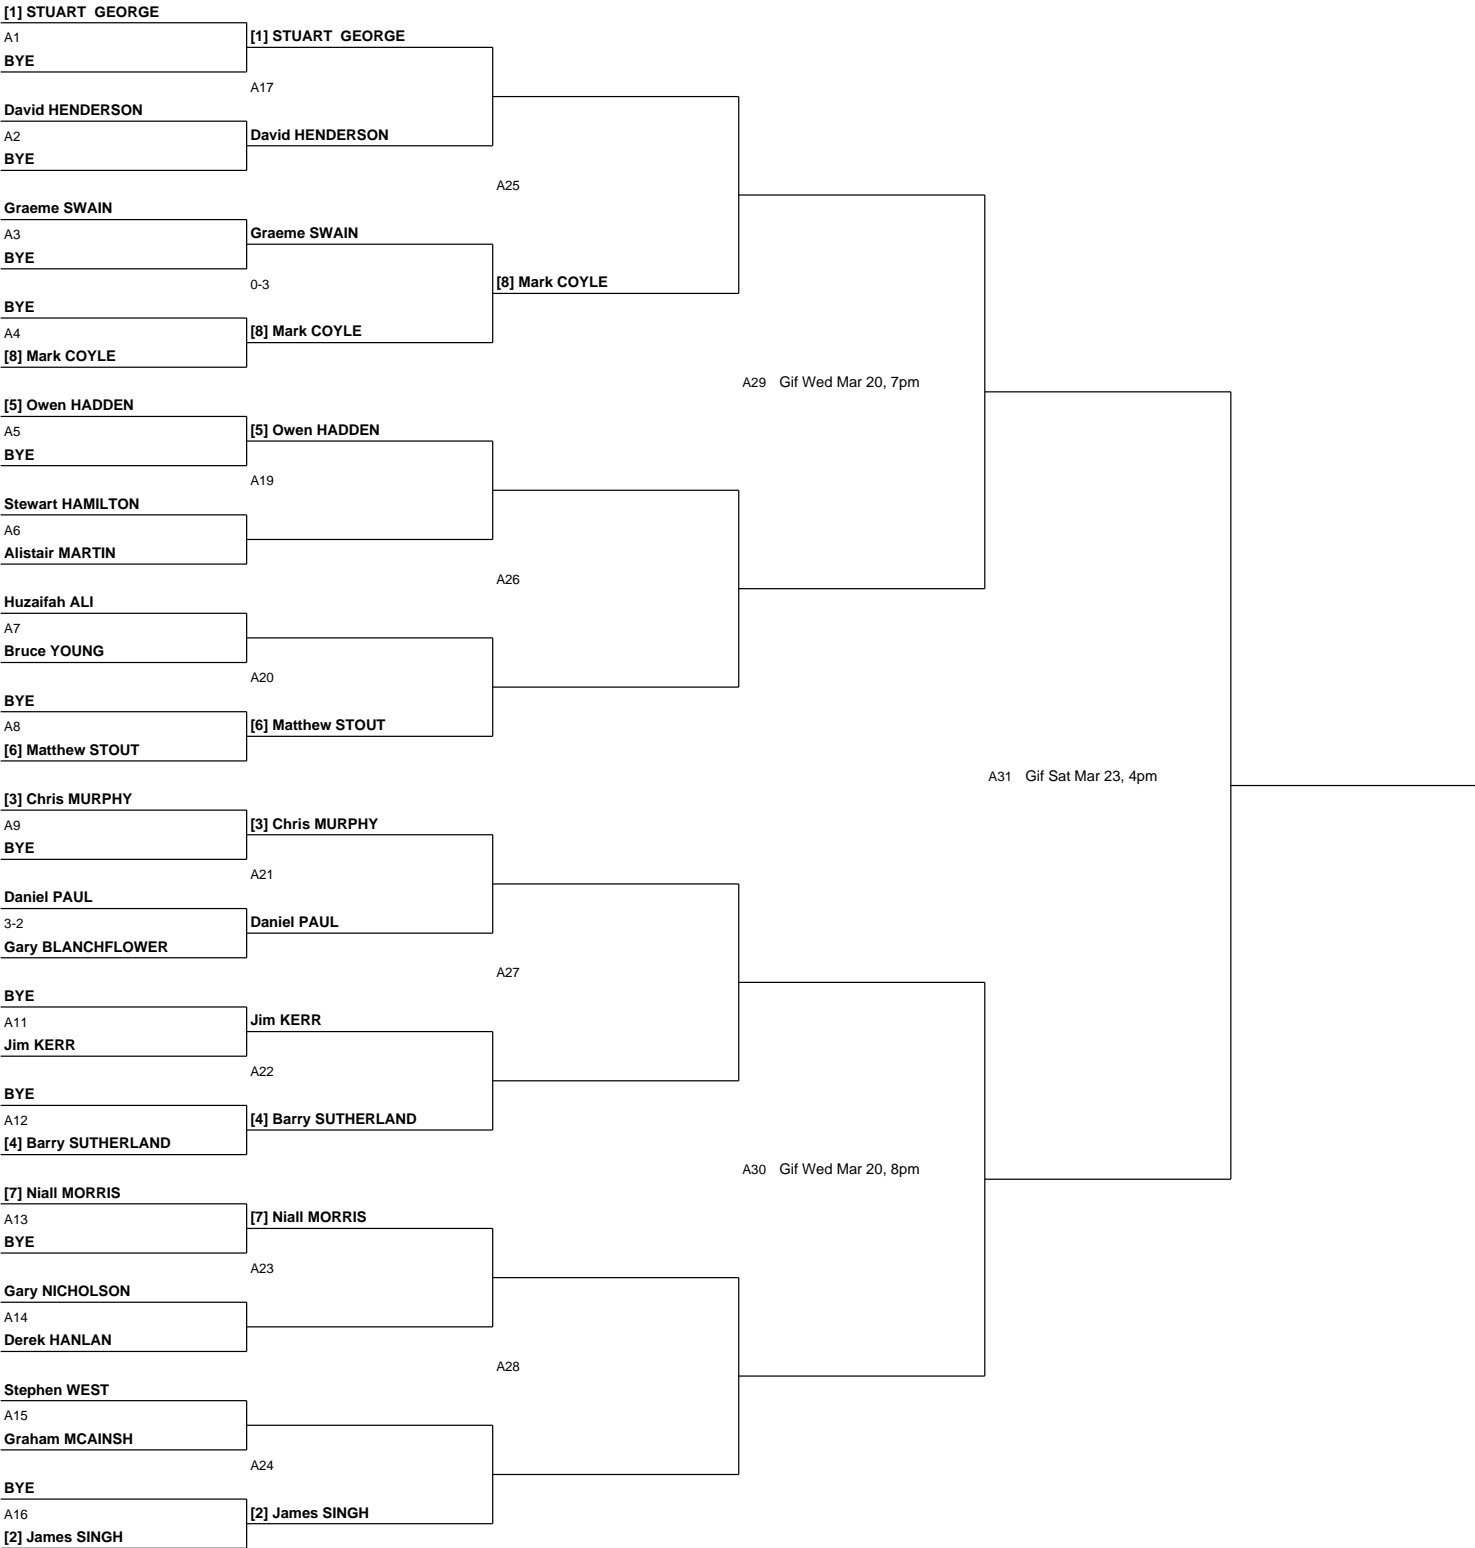 [1] STUART  GEORGE
A1
BYE
[1] STUART  GEORGE
A17
David HENDERSON
A2
BYE
David HENDERSON
A25
Graeme SWAIN
A3
BYE
Graeme SWAIN
0-3
[8] Mark COYLE
BYE
A4
[8] Mark COYLE
[8] Mark COYLE
A29 Gif Wed Mar 20, 7pm
[5] Owen HADDEN
A5
BYE
[5] Owen HADDEN
A19
Stewart HAMILTON
A6
Alistair MARTIN
A26
Huzaifah ALI
A7
Bruce YOUNG
A20
BYE
A8
[6] Matthew STOUT
[6] Matthew STOUT
A31 Gif Sat Mar 23, 4pm
[3] Chris MURPHY
A9
BYE
[3] Chris MURPHY
A21
Daniel PAUL
3-2
Gary BLANCHFLOWER
Daniel PAUL
A27
BYE
A11
Jim KERR
Jim KERR
A22
BYE
A12
[4] Barry SUTHERLAND
[4] Barry SUTHERLAND
A30 Gif Wed Mar 20, 8pm
[7] Niall MORRIS
A13
BYE
[7] Niall MORRIS
A23
Gary NICHOLSON
A14
Derek HANLAN
A28
Stephen WEST
A15
Graham MCAINSH
A24
BYE
A16
[2] James SINGH
[2] James SINGH